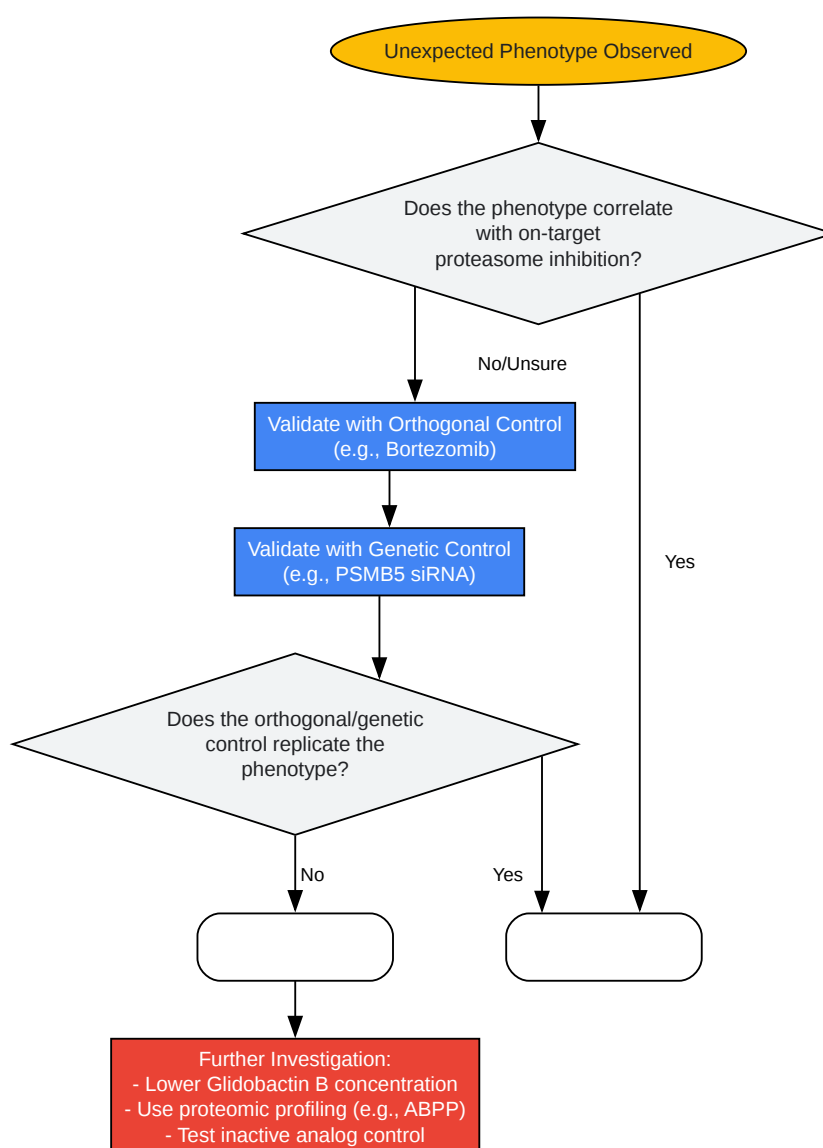 Unexpected Phenotype Observed
Does the phenotype correlate
with on-target
proteasome inhibition?
No/Unsure
Validate with Orthogonal Control
(e.g., Bortezomib)
Validate with Genetic Control
(e.g., PSMB5 siRNA)
Yes
Does the orthogonal/genetic
control replicate the
phenotype?
No
Yes
Further Investigation:
- Lower Glidobactin B concentration
- Use proteomic profiling (e.g., ABPP)
- Test inactive analog control